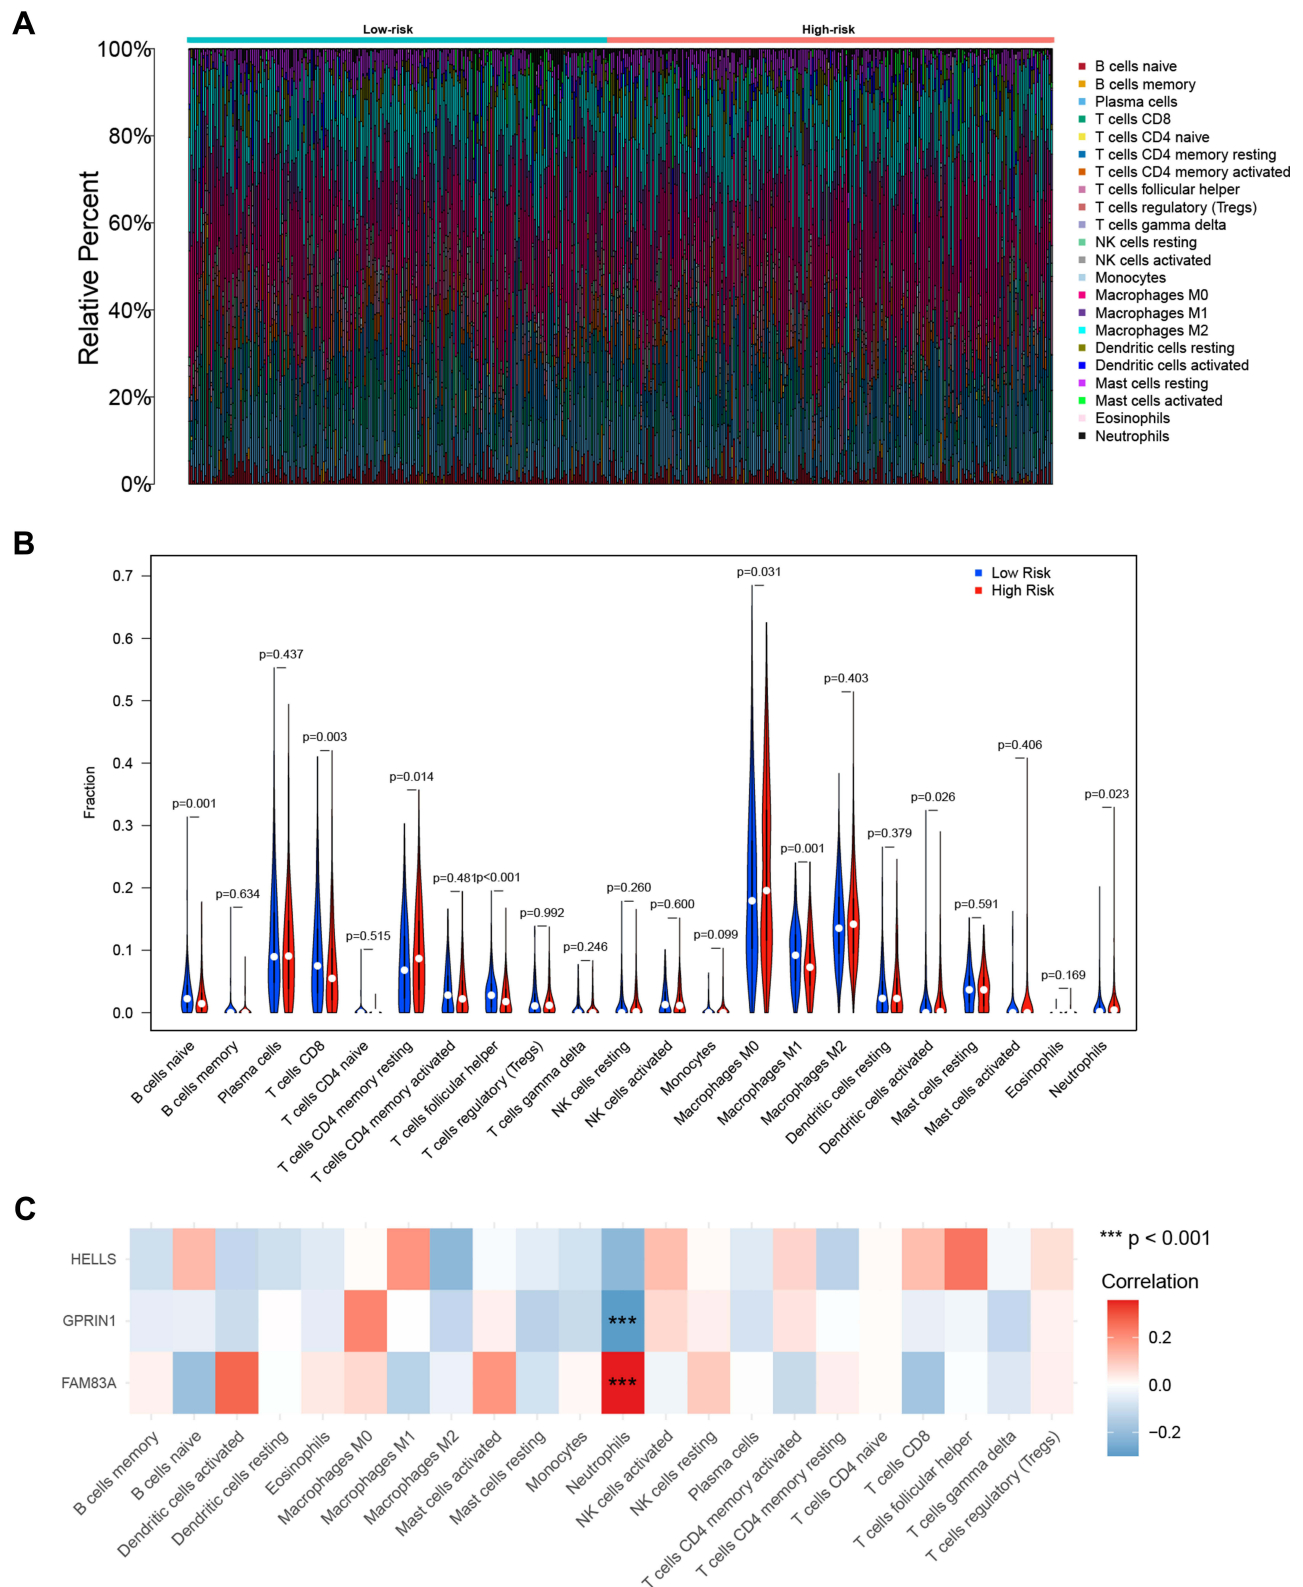 A
Low-risk
High-risk
Relative Percent
100%
80%
60%
40%
20%
0%
B cells naive
B cells memory
Plasma cells
T cells CD8
T cells CD4 naive
T cells CD4 memory resting
T cells CD4 memory activated
T cells follicular helper
T cells regulatory (Tregs)
T cells gamma delta
NK cells resting
NK cells activated
Monocytes
Macrophages M0
Macrophages M1
Macrophages M2
Dendritic cells resting
Dendritic cells activated
Mast cells resting
Mast cells activated
Eosinophils
Neutrophils
B
Fraction
0.7
0.6
0.5
0.4
0.3
0.2
0.1
0.0
Low Risk
High Risk
p=0.001
p=0.634
p=0.437
p=0.003
p=0.515
p=0.014
p=0.481
p<0.001
p=0.992
p=0.246
p=0.260
p=0.600
p=0.099
p=0.031
p=0.001
p=0.403
p=0.379
p=0.026
p=0.591
p=0.406
p=0.169
p=0.023
B cells naive
B cells memory
Plasma cells
T cells CD8
T cells CD4 naive
T cells CD4 memory resting
T cells CD4 memory activated
T cells follicular helper
T cells regulatory (Tregs)
T cells gamma delta
NK cells resting
NK cells activated
Monocytes
Macrophages M0
Macrophages M1
Macrophages M2
Dendritic cells resting
Dendritic cells activated
Mast cells resting
Mast cells activated
Eosinophils
Neutrophils
C
HELLS
GPRIN1
FAM83A
***
***
*** p < 0.001
Correlation
0.2
0.0
−0.2
B cells memory
B cells naive
Dendritic cells activated
Dendritic cells resting
Eosinophils
Macrophages M0
Macrophages M1
Macrophages M2
Mast cells activated
Mast cells resting
Monocytes
Neutrophils
NK cells activated
NK cells resting
Plasma cells
T cells CD4 memory activated
T cells CD4 memory resting
T cells CD4 naive
T cells CD8
T cells follicular helper
T cells gamma delta
T cells regulatory (Tregs)